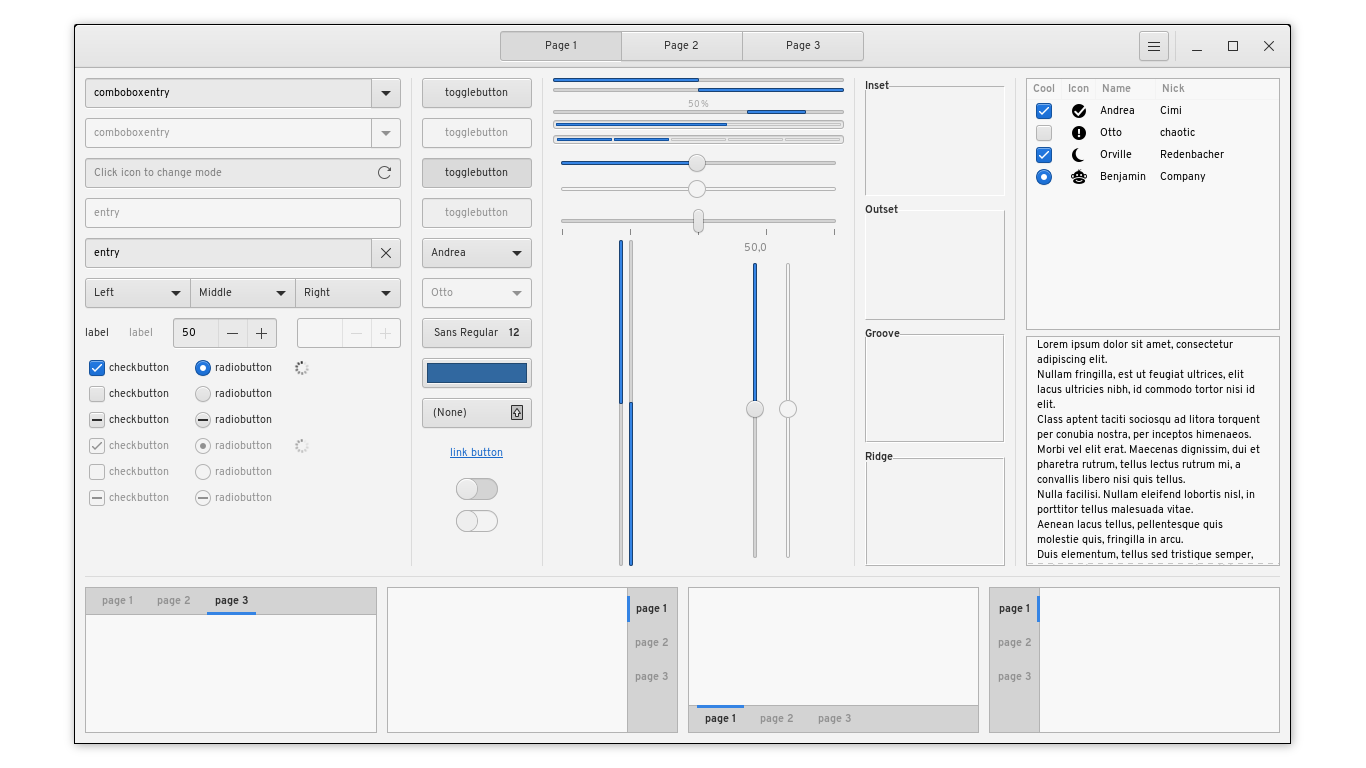 Page 1
Page 2
Page 3
comboboxentry
comboboxentry
Click icon to change mode
entry
entry
Left
Middle
Right
label
label
50
checkbutton
radiobutton
checkbutton
radiobutton
checkbutton
radiobutton
checkbutton
radiobutton
checkbutton
radiobutton
checkbutton
radiobutton
togglebutton
togglebutton
togglebutton
togglebutton
Andrea
Otto
Sans Regular 12
(None)
link button
50 %
50,0
Inset
Outset
Groove
Ridge
Cool Icon Name Nick
Andrea Cimi
Otto chaotic
Orville Redenbacher
Benjamin Company
Lorem ipsum dolor sit amet, consectetur
adipiscing elit.
Nullam fringilla, est ut feugiat ultrices, elit
lacus ultricies nibh, id commodo tortor nisi id
elit.
Class aptent taciti sociosqu ad litora torquent
per conubia nostra, per inceptos himenaeos.
Morbi vel elit erat. Maecenas dignissim, dui et
pharetra rutrum, tellus lectus rutrum mi, a
convallis libero nisi quis tellus.
Nulla facilisi. Nullam eleifend lobortis nisl, in
porttitor tellus malesuada vitae.
Aenean lacus tellus, pellentesque quis
molestie quis, fringilla in arcu.
Duis elementum, tellus sed tristique semper,
page 1
page 2
page 3
page 1
page 2
page 3
page 1
page 2
page 3
page 1
page 2
page 3